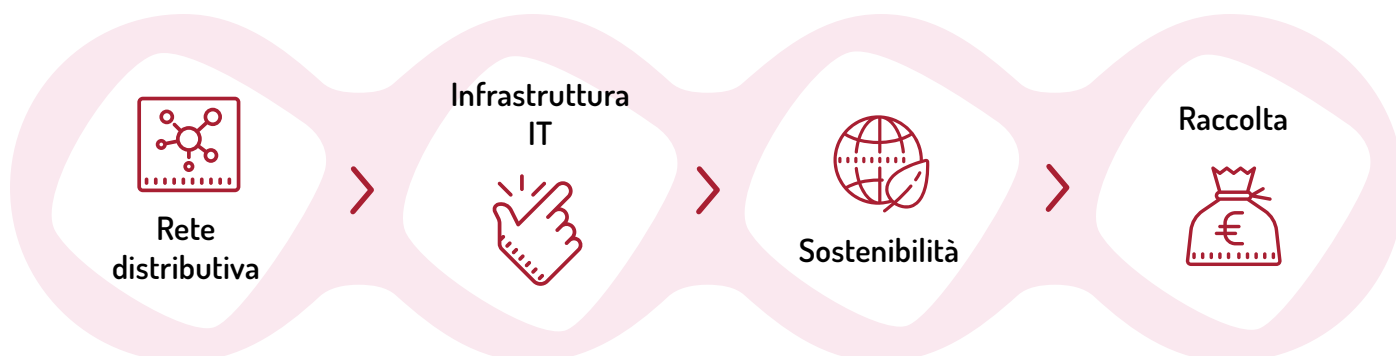 Rete
distributiva
Infrastruttura
IT
Sostenibilità
Raccolta
€